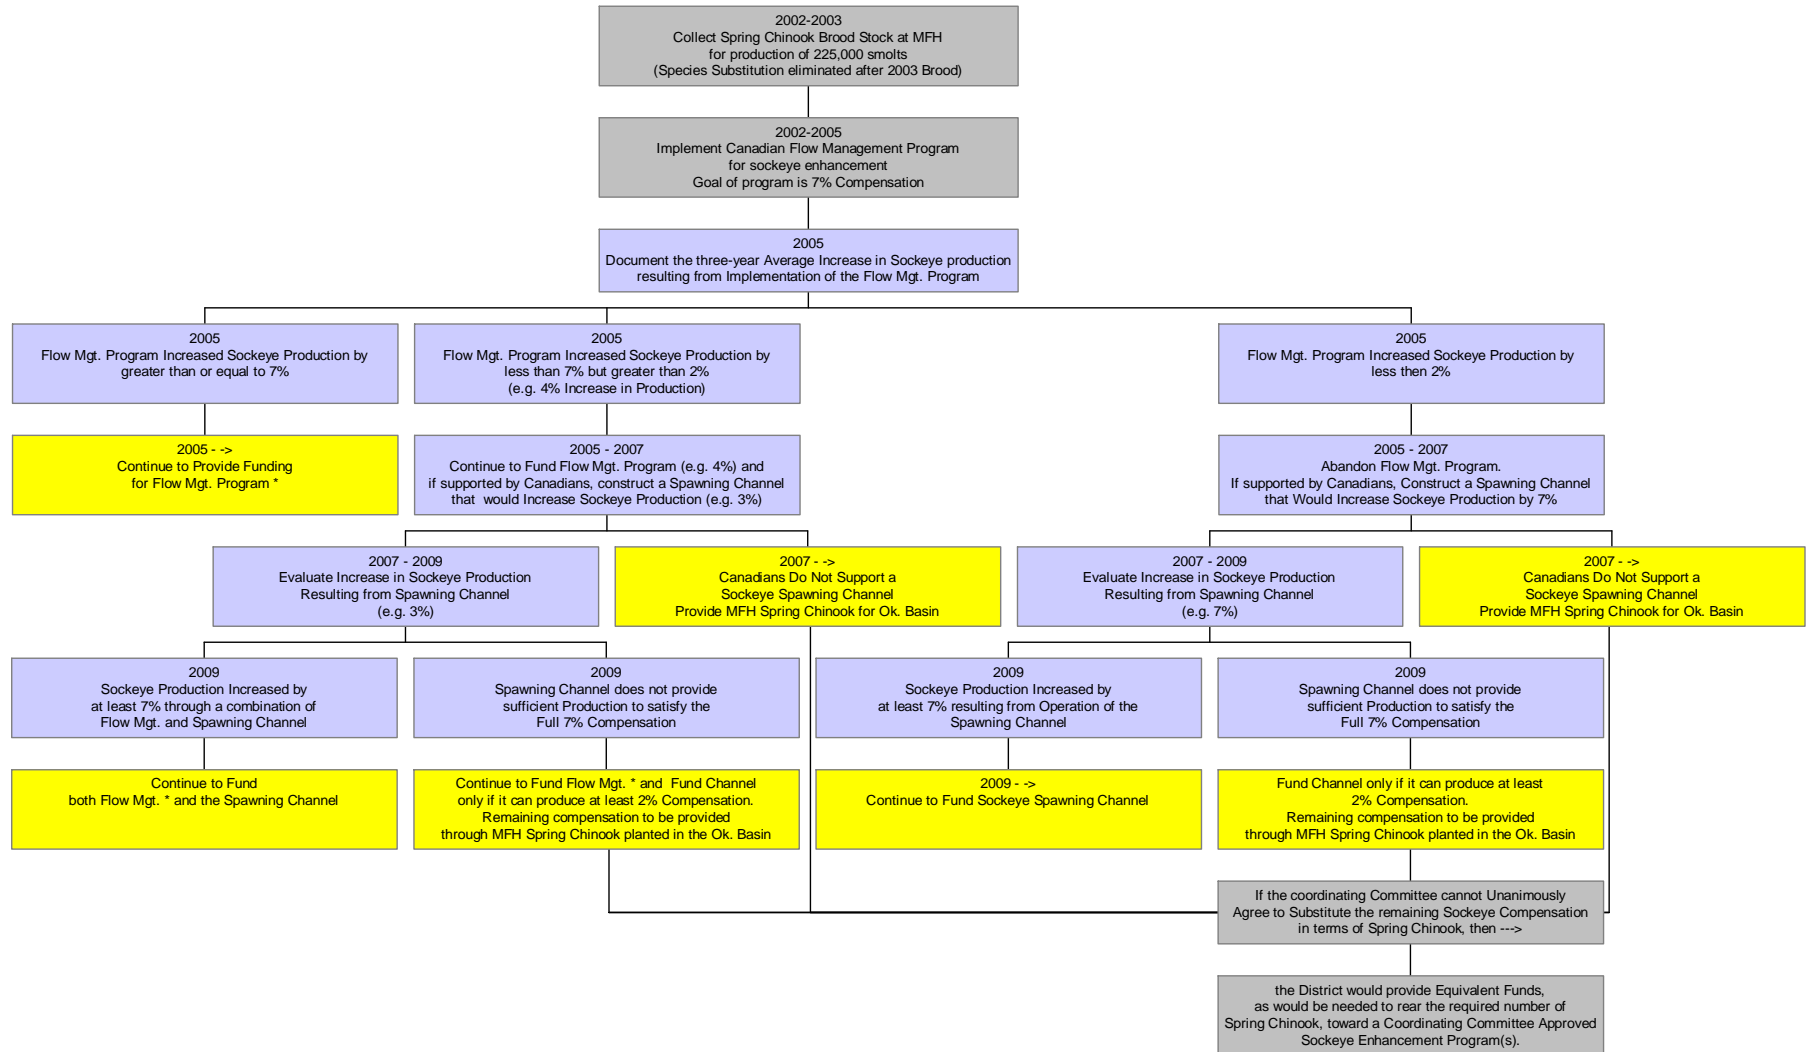 2002-2003
Collect Spring Chinook Brood Stock at MFH
for production of 225,000 smolts
(Species Substitution eliminated after 2003 Brood)
2002-2005
Implement Canadian Flow Management Program
for sockeye enhancement
Goal of program is 7% Compensation
2005
Document the three-year Average Increase in Sockeye production
resulting from Implementation of the Flow Mgt. Program
2005
Flow Mgt. Program Increased Sockeye Production by
greater than or equal to 7%
2005
Flow Mgt. Program Increased Sockeye Production by
less than 7% but greater than 2%
(e.g. 4% Increase in Production)
2005
Flow Mgt. Program Increased Sockeye Production by
less then 2%
2005 - ->
Continue to Provide Funding
for Flow Mgt. Program *
2005 - 2007
Continue to Fund Flow Mgt. Program (e.g. 4%) and
if supported by Canadians, construct a Spawning Channel
that would Increase Sockeye Production (e.g. 3%)
2005 - 2007
Abandon Flow Mgt. Program.
If supported by Canadians, Construct a Spawning Channel
that Would Increase Sockeye Production by 7%
2007 - 2009
Evaluate Increase in Sockeye Production
Resulting from Spawning Channel
(e.g. 3%)
2007 - ->
Canadians Do Not Support a
Sockeye Spawning Channel
Provide MFH Spring Chinook for Ok. Basin
2007 - 2009
Evaluate Increase in Sockeye Production
Resulting from Spawning Channel
(e.g. 7%)
2007 - ->
Canadians Do Not Support a
Sockeye Spawning Channel
Provide MFH Spring Chinook for Ok. Basin
2009
Sockeye Production Increased by
at least 7% through a combination of
Flow Mgt. and Spawning Channel
2009
Spawning Channel does not provide
sufficient Production to satisfy the
Full 7% Compensation
2009
Sockeye Production Increased by
at least 7% resulting from Operation of the
Spawning Channel
2009
Spawning Channel does not provide
sufficient Production to satisfy the
Full 7% Compensation
Continue to Fund
both Flow Mgt. * and the Spawning Channel
Continue to Fund Flow Mgt. * and Fund Channel
only if it can produce at least 2% Compensation.
Remaining compensation to be provided
through MFH Spring Chinook planted in the Ok. Basin
2009 - ->
Continue to Fund Sockeye Spawning Channel
Fund Channel only if it can produce at least
2% Compensation.
Remaining compensation to be provided
through MFH Spring Chinook planted in the Ok. Basin
If the coordinating Committee cannot Unanimously
Agree to Substitute the remaining Sockeye Compensation
in terms of Spring Chinook, then --->
the District would provide Equivalent Funds,
as would be needed to rear the required number of
Spring Chinook, toward a Coordinating Committee Approved
Sockeye Enhancement Program(s).